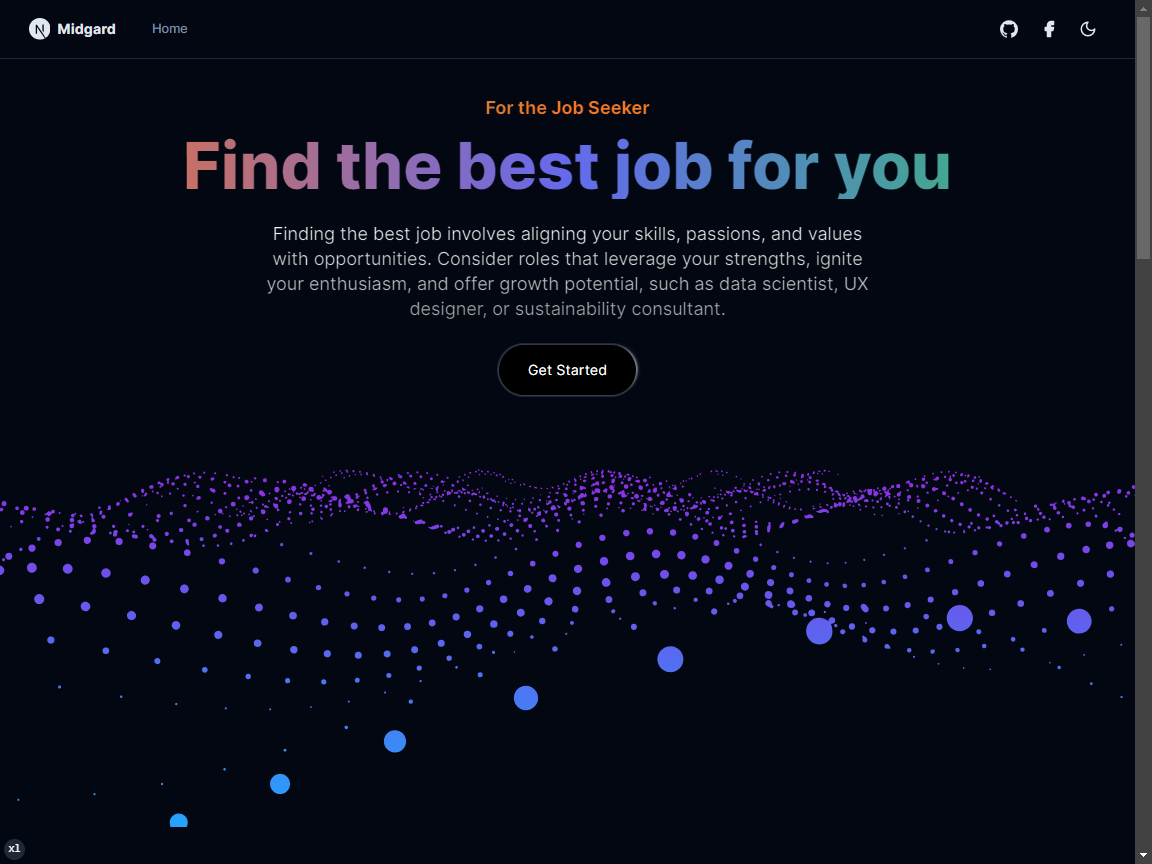 N Midgard Home
For the Job Seeker
Find the best job for you
Finding the best job involves aligning your skills, passions, and values
with opportunities. Consider roles that leverage your strengths, ignite
your enthusiasm, and offer growth potential, such as data scientist, UX
designer, or sustainability consultant.
Get Started
x1